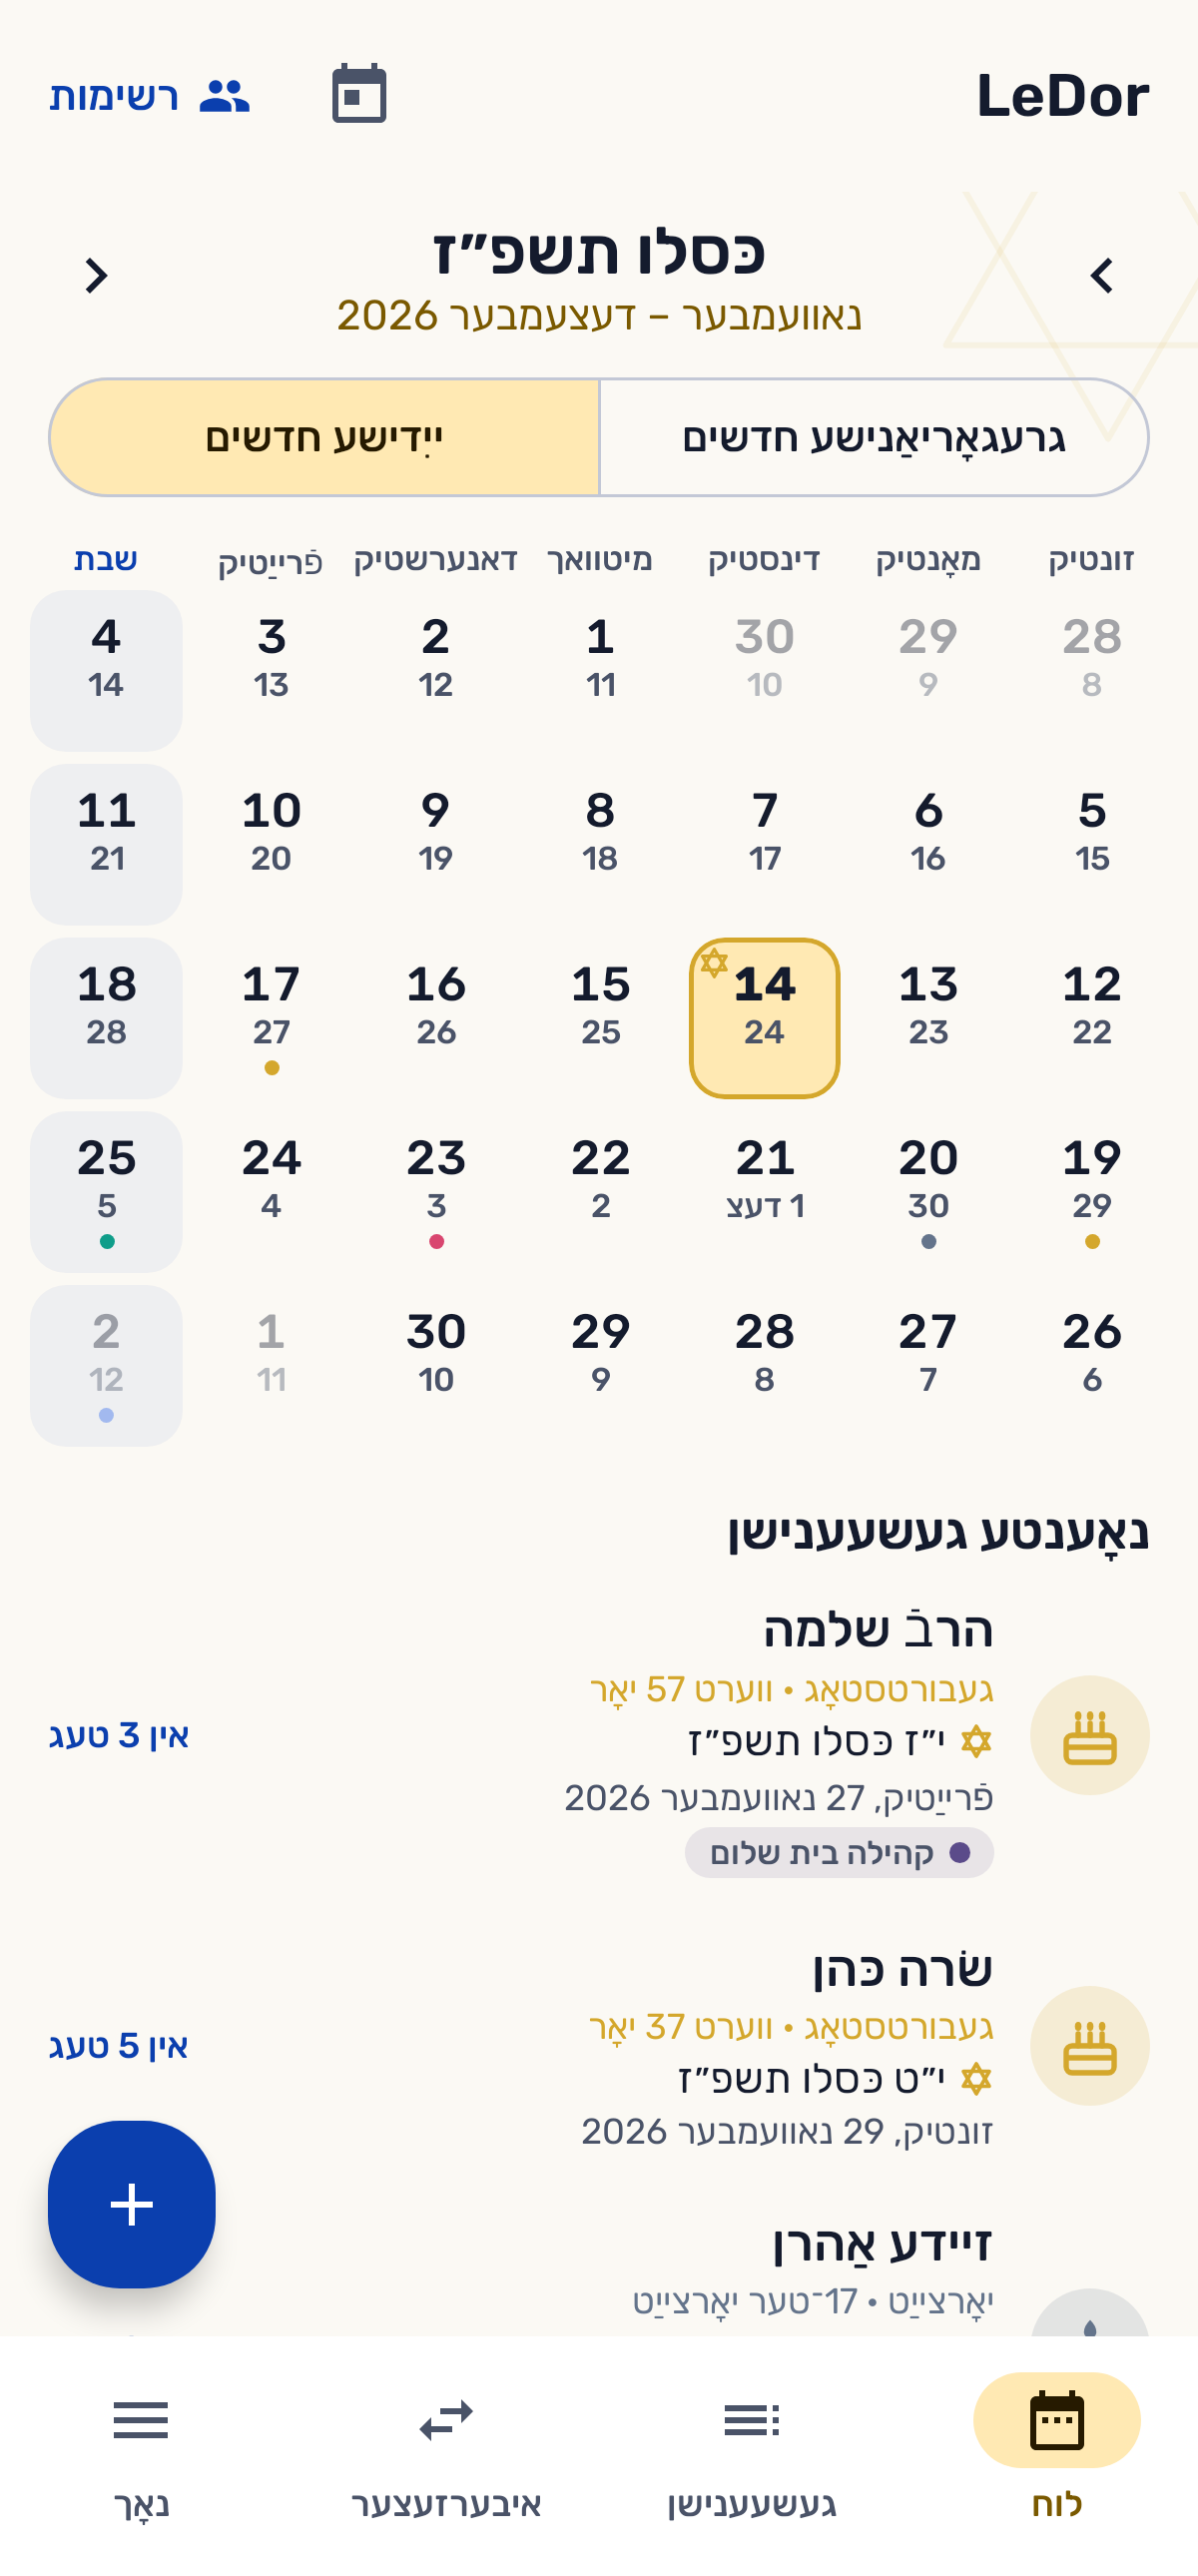 LeDor
רשימות
כּסלו תשפ״ז
נאוועמבער – דעצעמבער 2026
גרעגאָריאַנישע חדשים
ייִדישע חדשים
זונטיק מאָנטיק דינסטיק מיטוואך דאנערשטיק פֿרײַטיק שבת
28 29 30 1 2 3 4
8 9 10 11 12 13 14
5 6 7 8 9 10 11
15 16 17 18 19 20 21
12 13 14 15 16 17 18
22 23 24 25 26 27 28
19 20 21 22 23 24 25
29 30 1 דעצ 2 3 4 5
26 27 28 29 30 1 2
6 7 8 9 10 11 12
נאָענטע געשעענישן
הרבֿ שלמה
געבורטסטאָג • ווערט 57 יאָר
י״ז כּסלו תשפ״ז
אין 3 טעג
פֿרײַטיק, 27 נאוועמבער 2026
קהילה בית שלום
שׂרה כּהן
געבורטסטאָג • ווערט 37 יאָר
אין 5 טעג
י״ט כּסלו תשפ״ז
זונטיק, 29 נאוועמבער 2026
זיידע אַהרן
יאָרצײַט • 17־טער יאָרצײַט
לוח
געשעענישן
איבערזעצער
נאָך